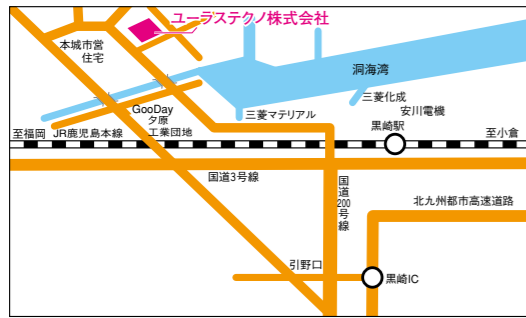 ユーラステクノ株式会社
本城市営
住宅
洞海湾
三菱化成
安川電機
GooDay
夕原
工業団地
三菱マテリアル
黒崎駅
至福岡
JR鹿児島本線
至小倉
国道3号線
国道200号線
北九州都市高速道路
引野口
黒崎IC